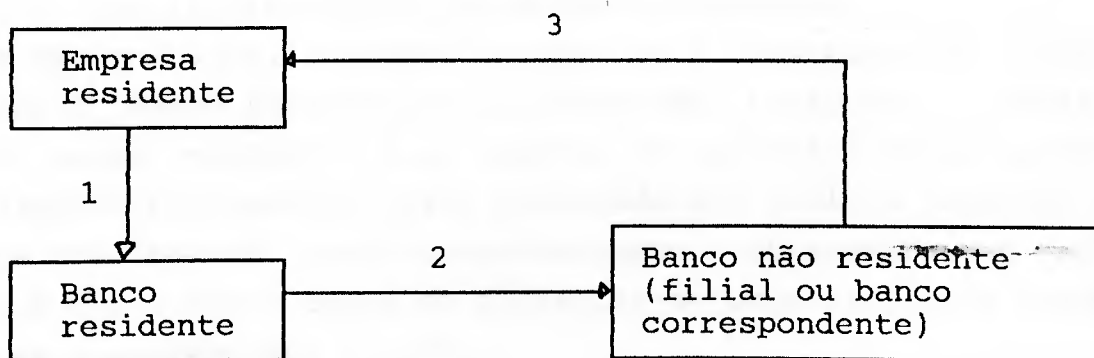 3
Empresa
residente
1
2
Banco
residente
Banco não residente
(filial ou banco
correspondente)